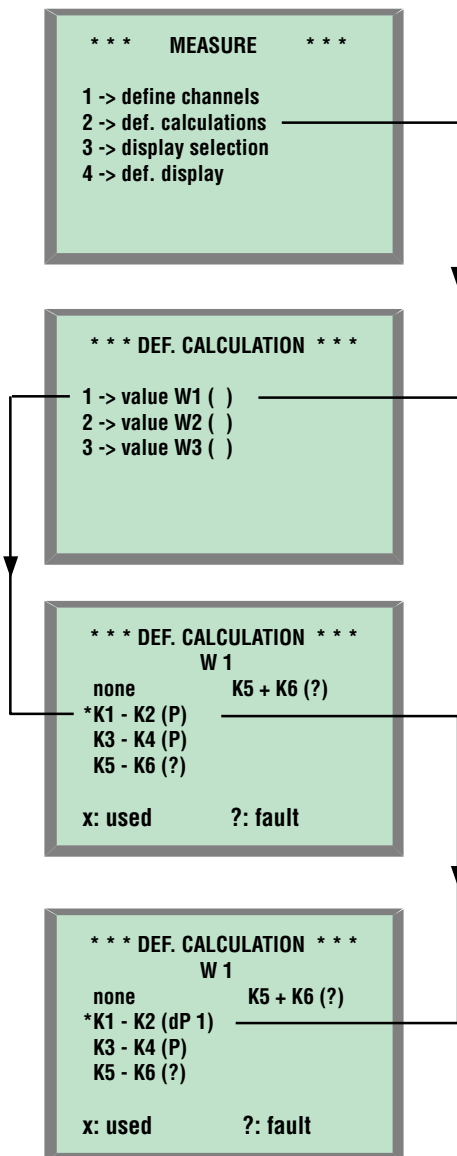 * * * MEASURE * * *
1 -> define channels
2 -> def. calculations
3 -> display selection
4 -> def. display
* * * DEF. CALCULATION * * *
1 -> value W1 ( )
2 -> value W2 ( )
3 -> value W3 ( )
* * * DEF. CALCULATION * * *
W 1
none K5 + K6 (?)
*K1 - K2 (P)
K3 - K4 (P)
K5 - K6 (?)
x: used ?: fault
* * * DEF. CALCULATION * * *
W 1
none K5 + K6 (?)
*K1 - K2 (dP 1)
K3 - K4 (P)
K5 - K6 (?)
x: used ?: fault